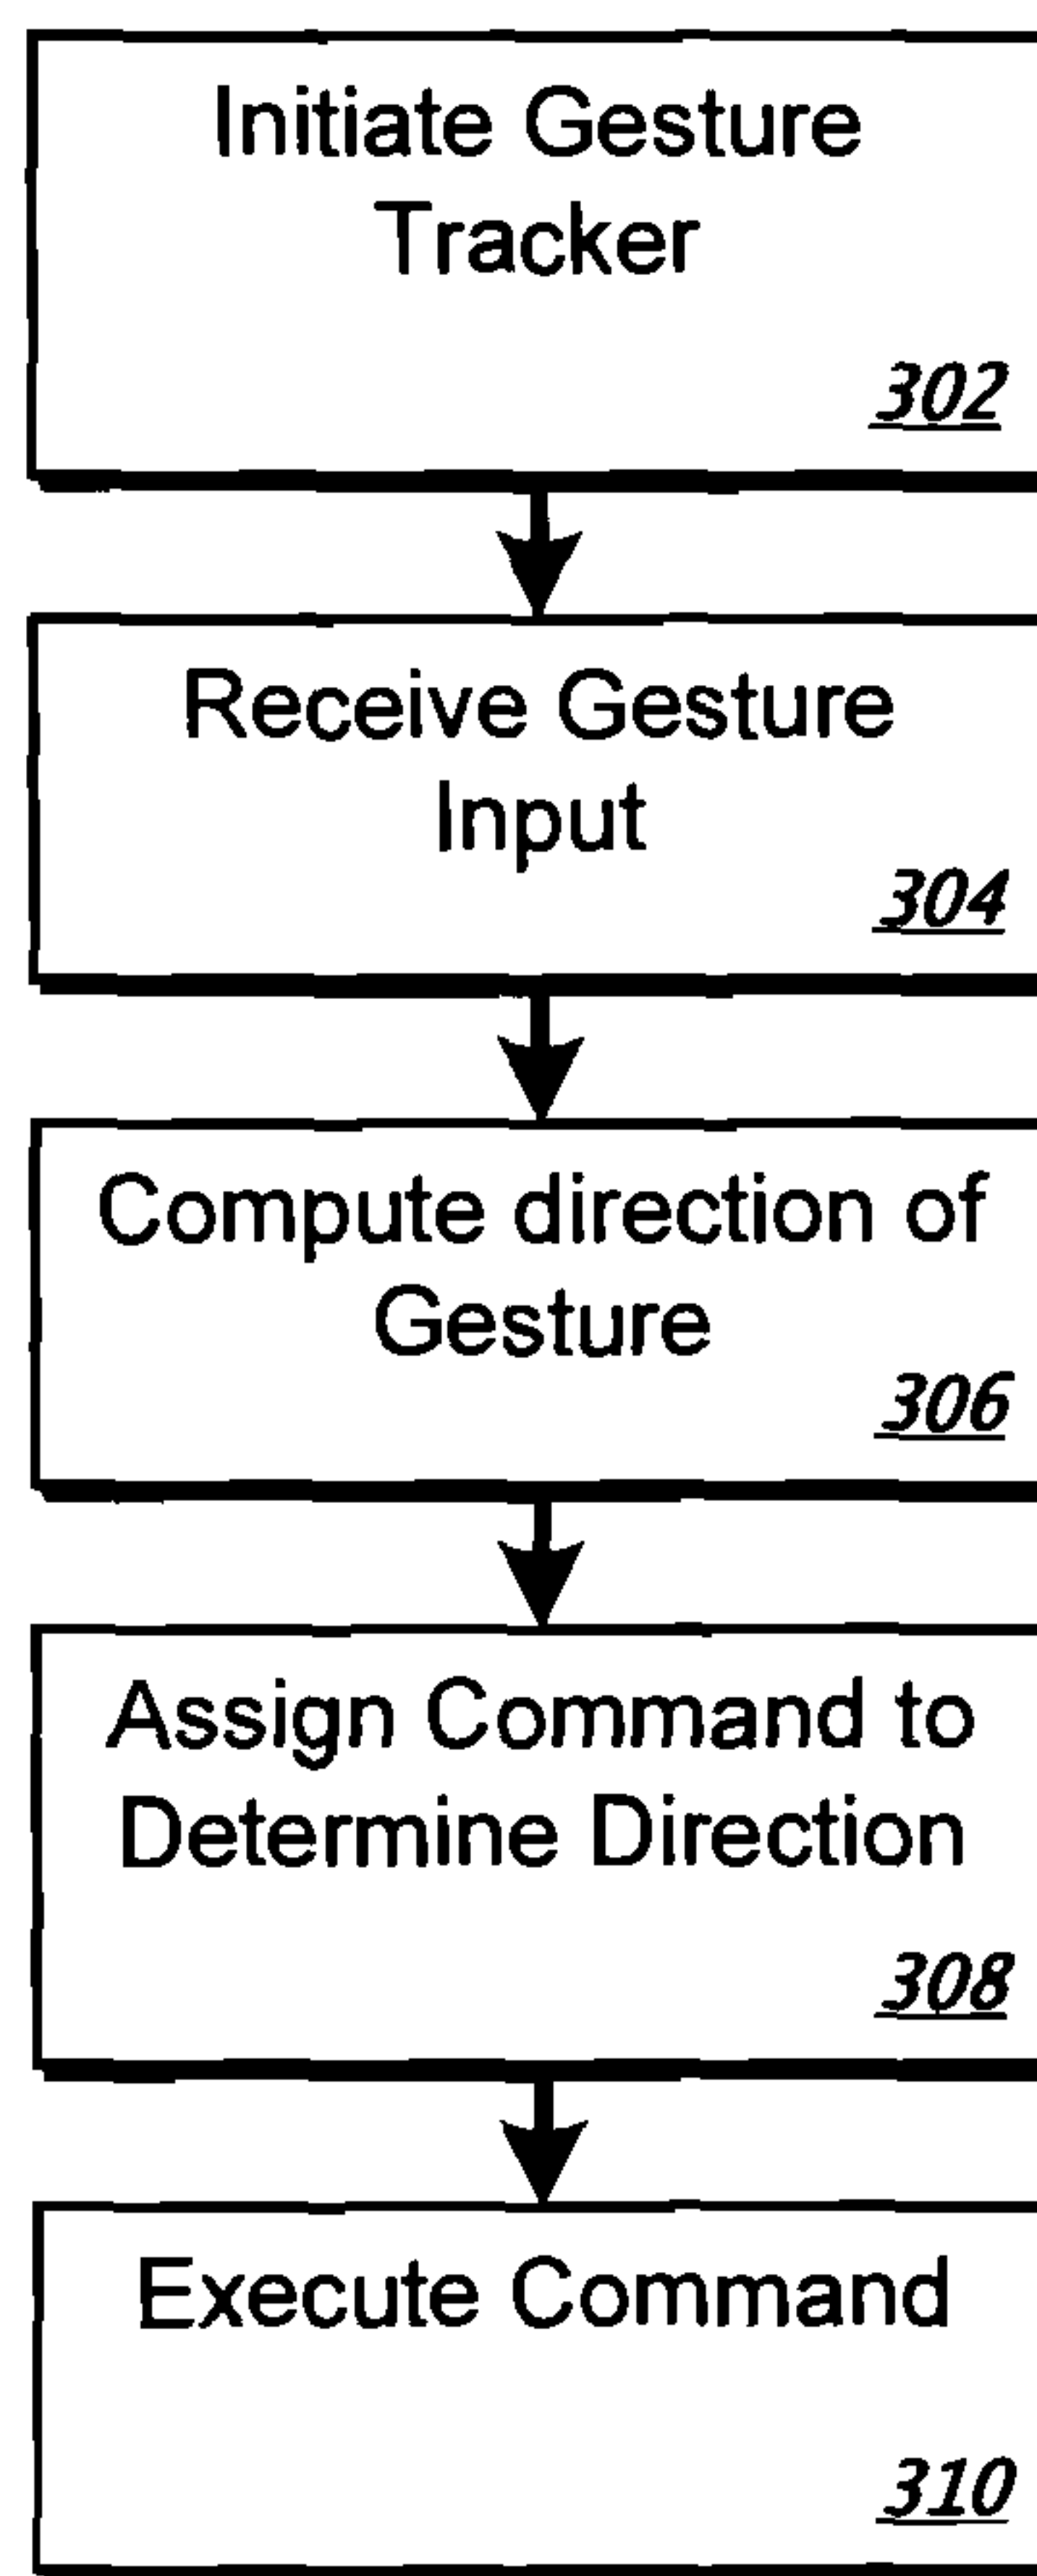 Initiate Gesture
Tracker
302
Receive Gesture
Input
304
Compute direction of
Gesture
306
Assign Command to
Determine Direction
308
Execute Command
310